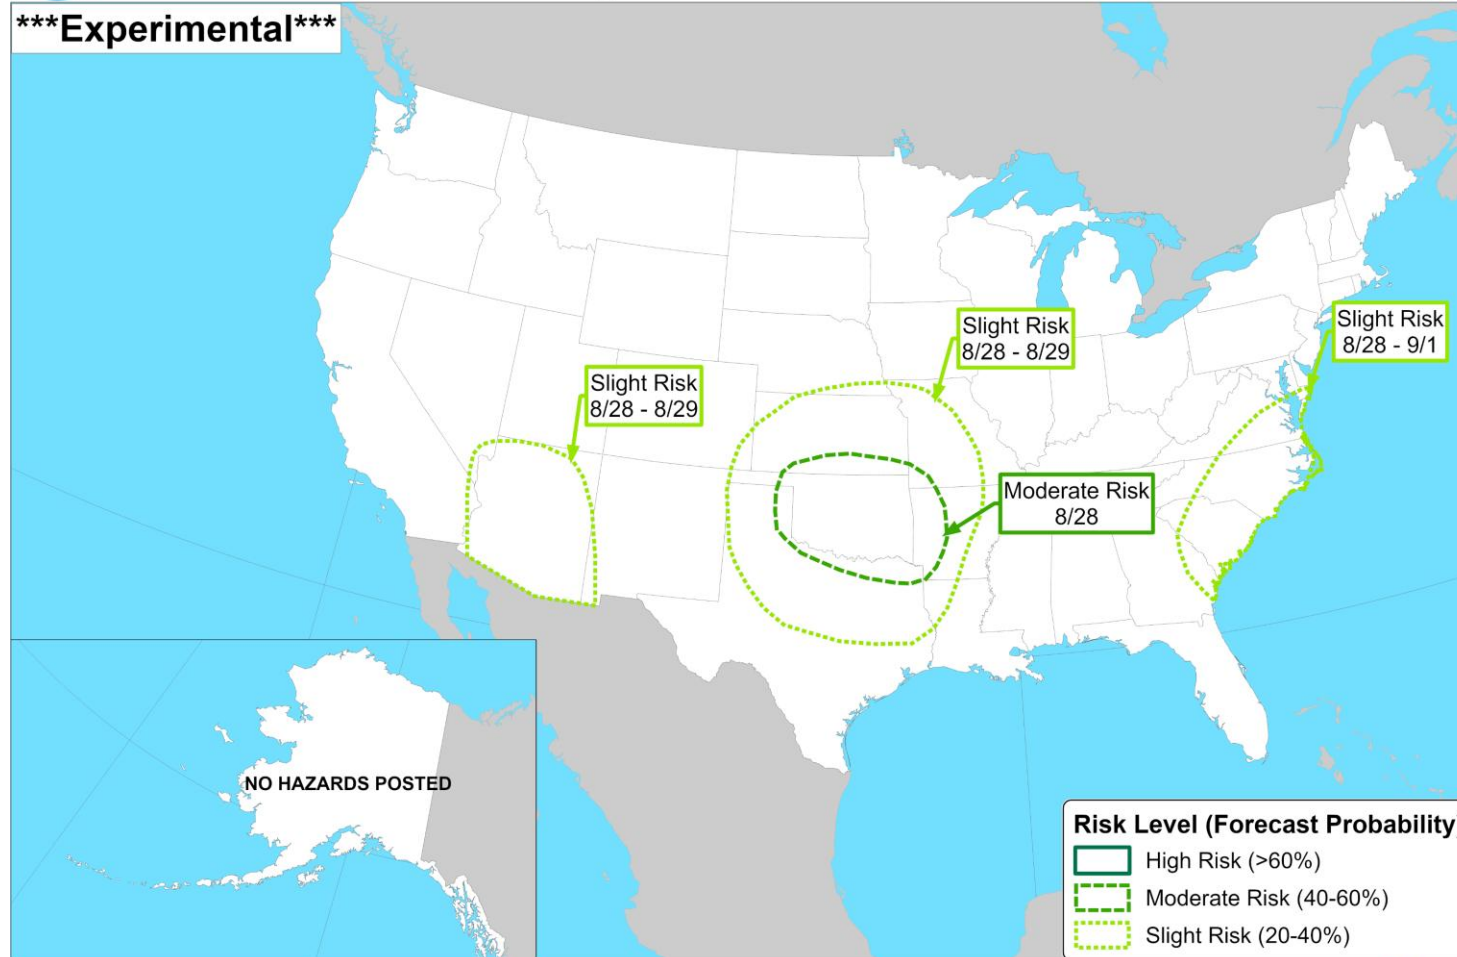 ***Experimental***
Slight Risk
8/28 - 8/29
Slight Risk
8/28 - 9/1
Slight Risk
8/28 - 8/29
Moderate Risk
8/28
NO HAZARDS POSTED
Risk Level (Forecast Probability)
High Risk (>60%)
Moderate Risk (40-60%)
Slight Risk (20-40%)